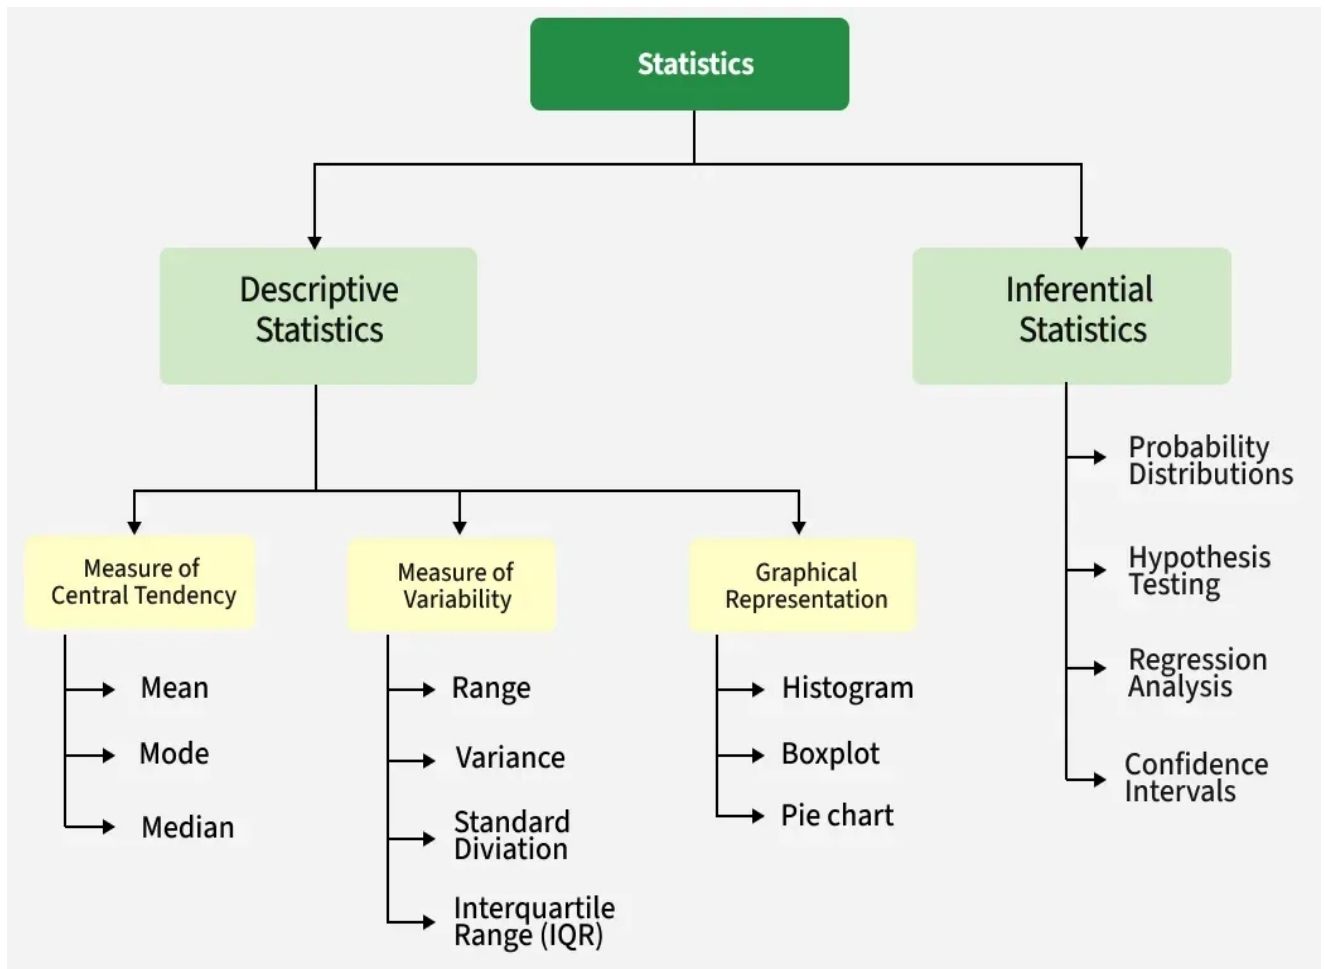 Statistics
Descriptive
Statistics
Inferential
Statistics
Measure of
Central Tendency
Mean
Mode
Median
Measure of
Variability
Range
Variance
Standard
Diviation
Interquartile
Range (IQR)
Graphical
Representation
Histogram
Boxplot
Pie chart
Probability
Distributions
Hypothesis
Testing
Regression
Analysis
Confidence
Intervals